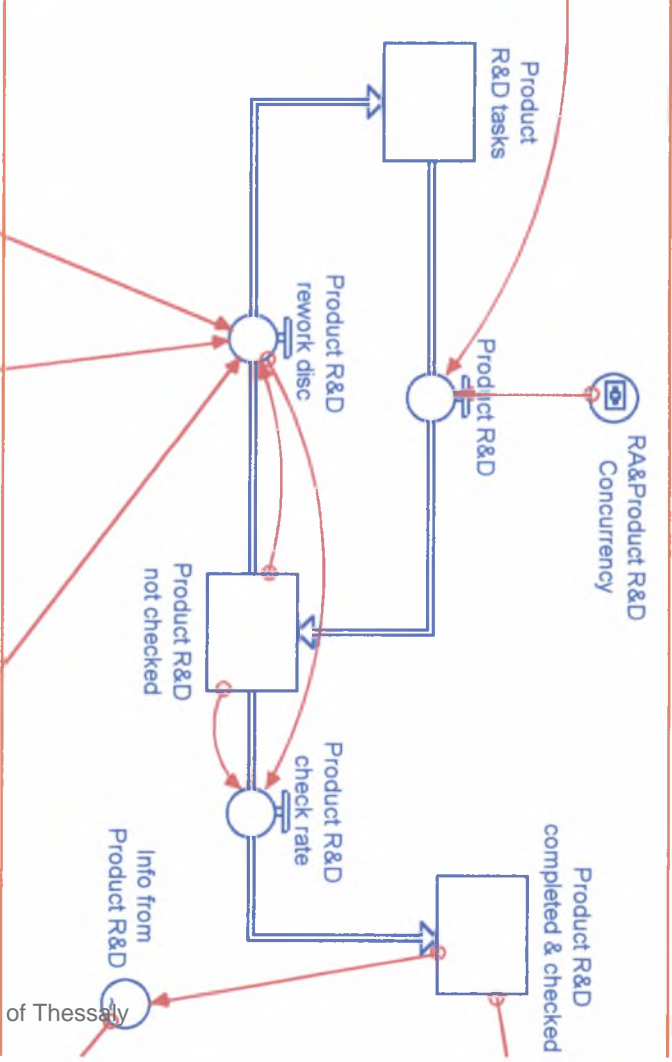 Product
R&D tasks
Product R&D
RA&Product R&D
Concurrency
Product R&D
rework disc
Product R&D
not checked
Product R&D
check rate
Product R&D
completed & checked
Info from
Product R&D
~
of Thessaly